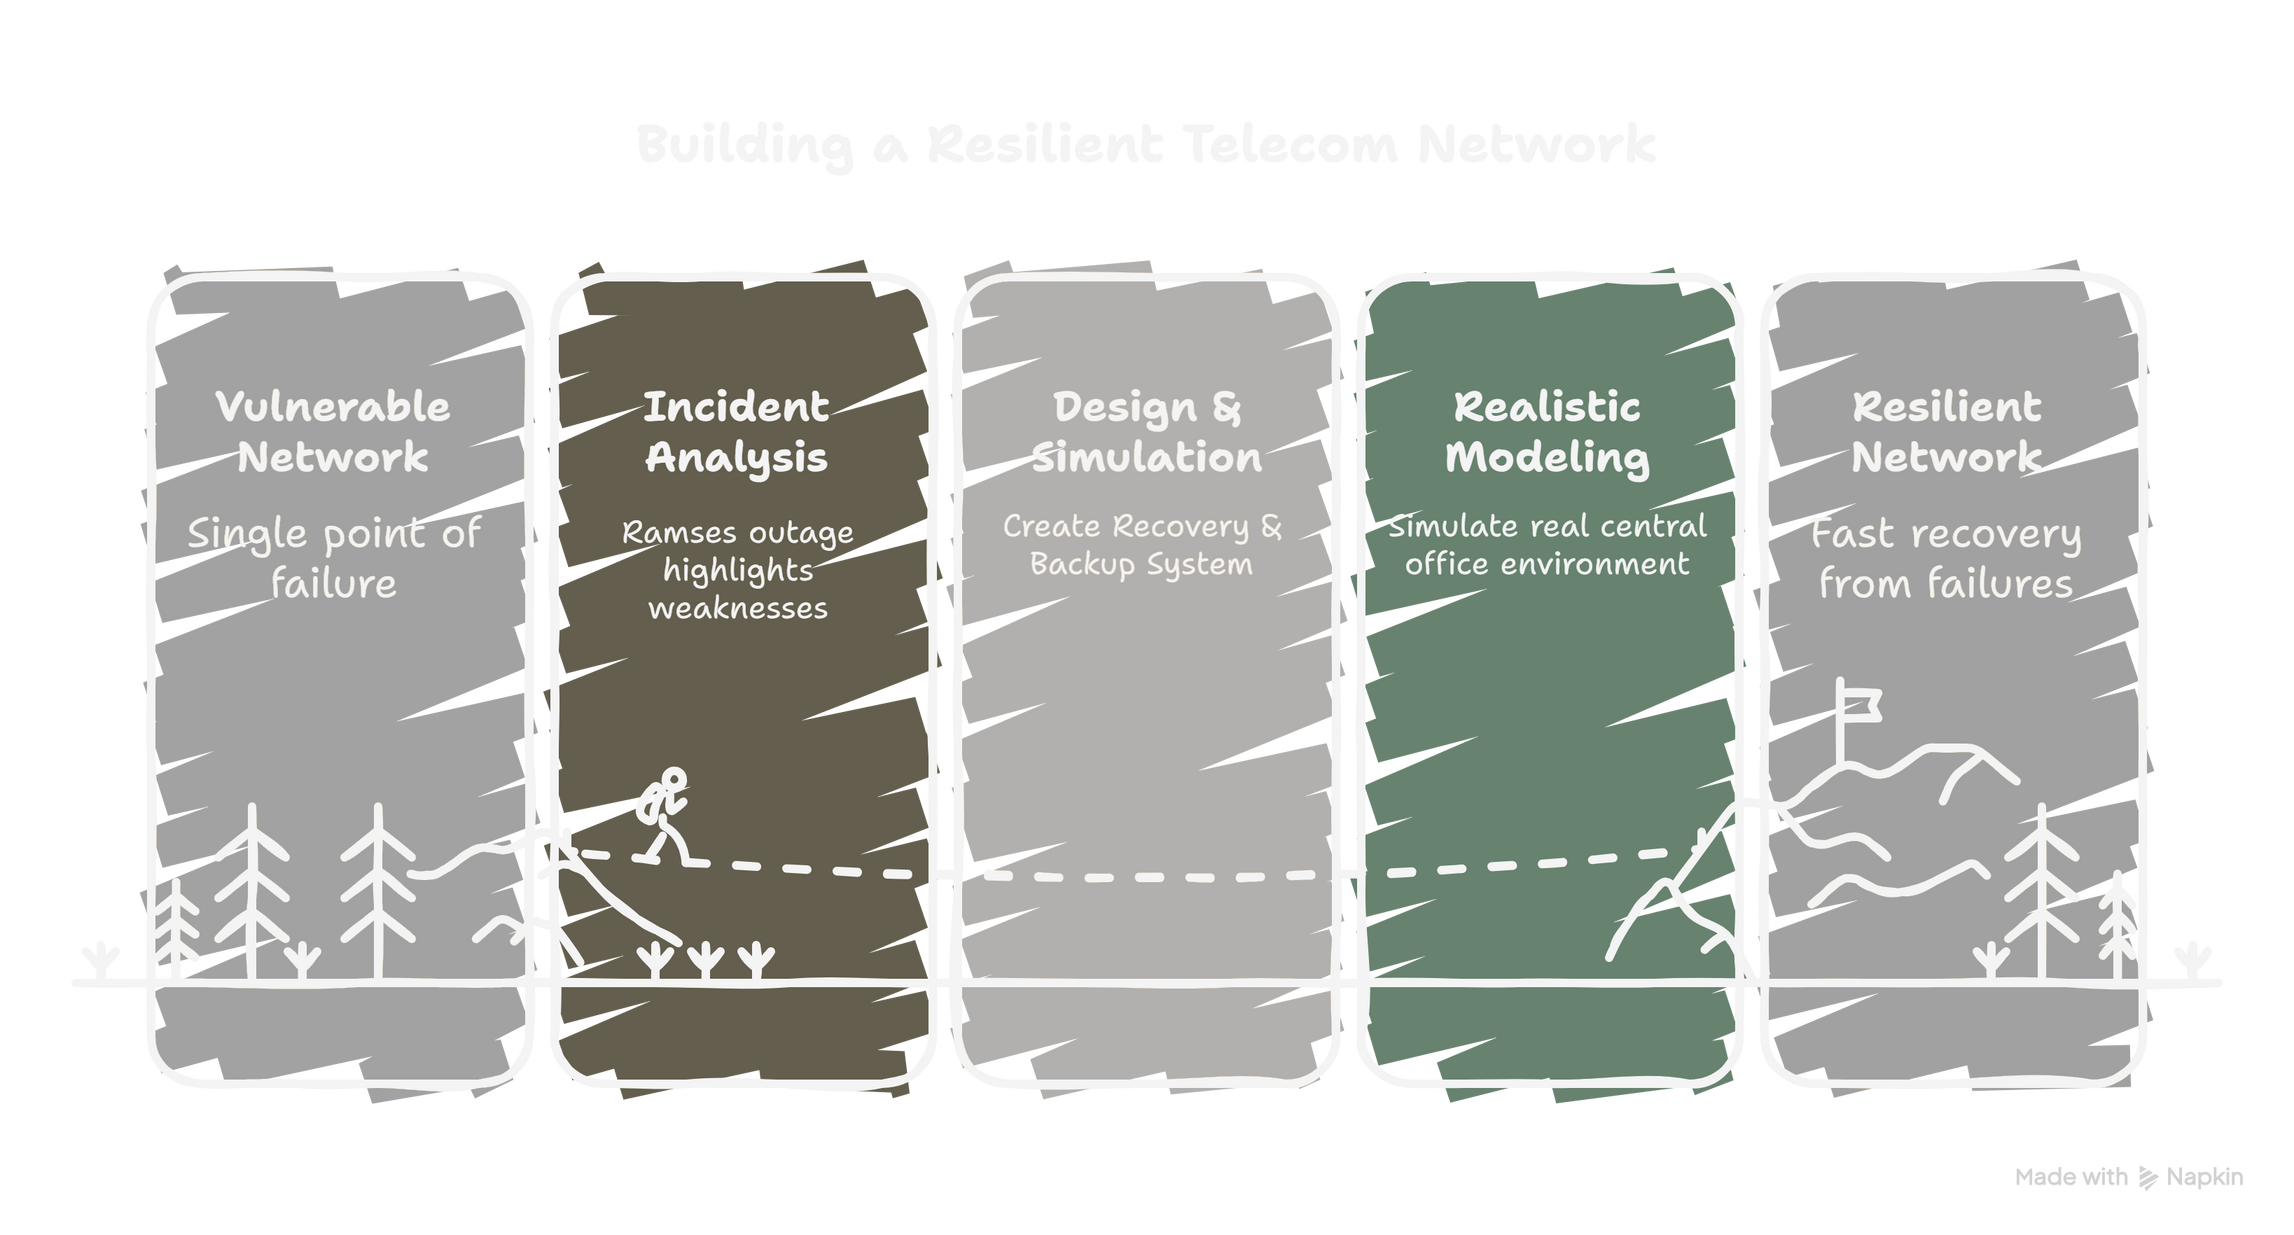 Building a Resilient Telecom Network
Vulnerable
Network
Single point of
failure
Incident
Analysis
Ramses outage
highlights
weaknesses
Design &
Simulation
Create Recovery &
Backup System
Realistic
Modeling
Simulate real central
office environment
Resilient
Network
Fast recovery
from failures
Made with Napkin